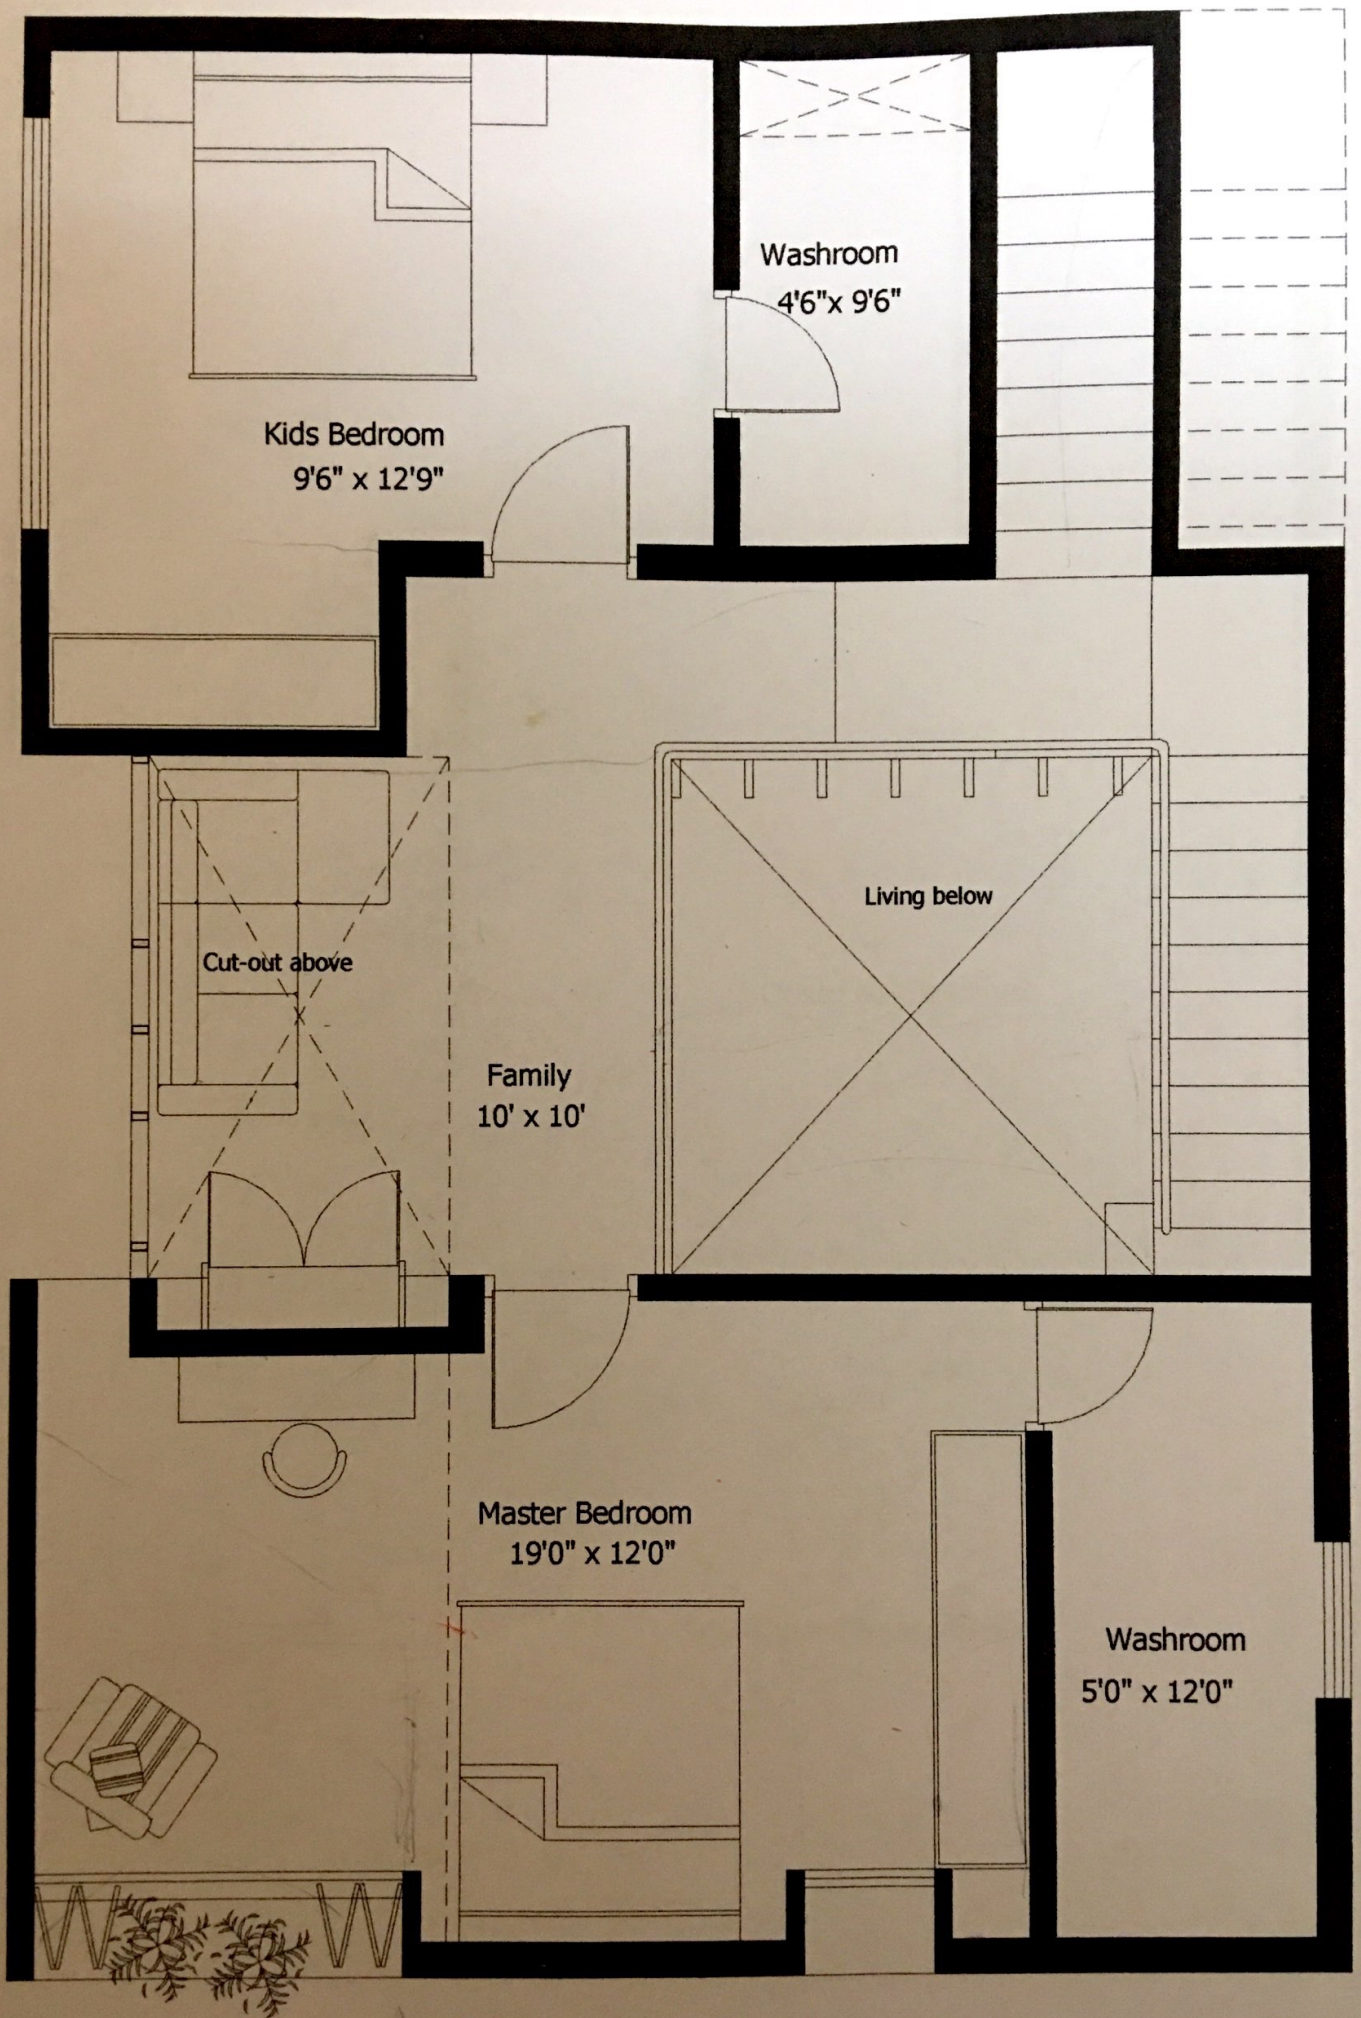 Washroom
4'6"x 9'6"
Kids Bedroom
9'6" x 12'9"
Living below
Cut-out above
Family
10' x 10'
Master Bedroom
19'0" x 12'0"
Washroom
5'0" x 12'0"